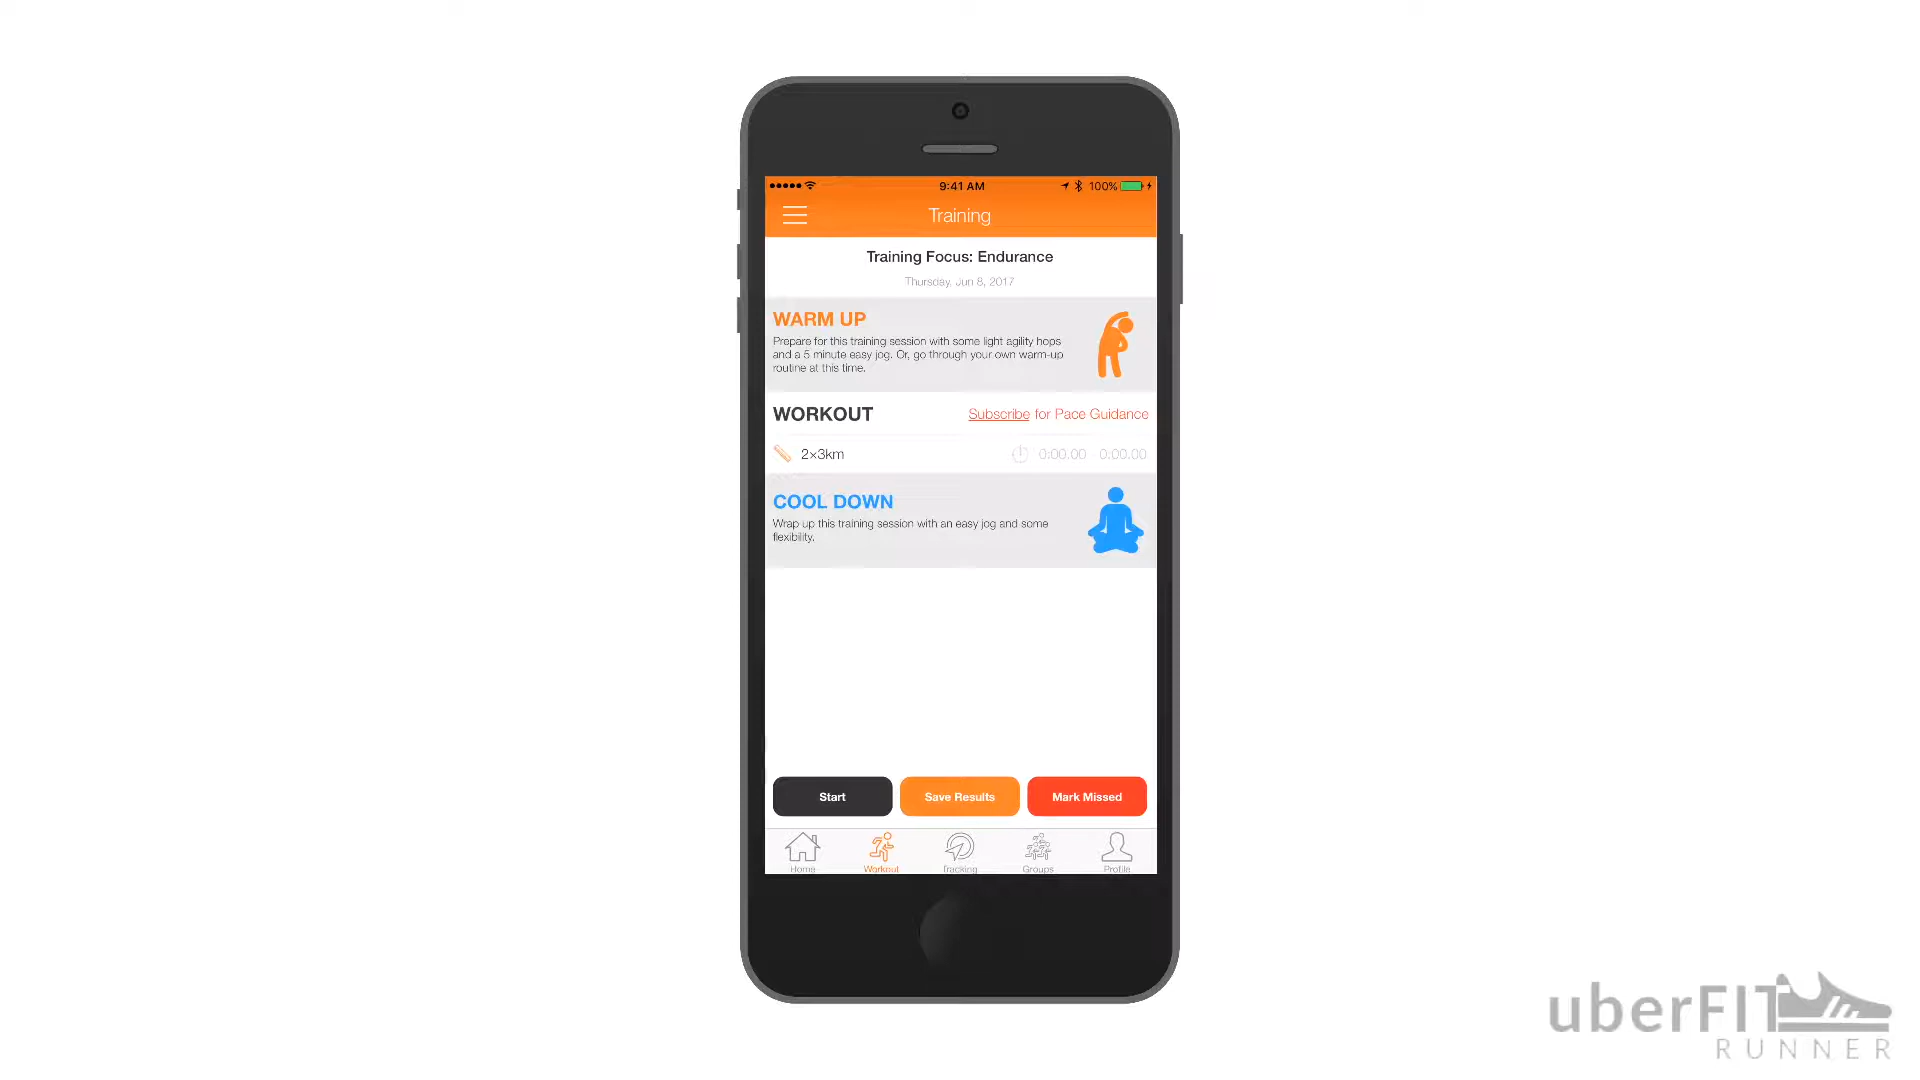 9:41 AM
100%
Training
Training Focus: Endurance
Thursday, Jun 8, 2017
WARM UP
Prepare for this training session with some light agility hops
and a 5 minute easy jog. Or, go through your own warm-up
routine at this time.
WORKOUT
Subscribe for Pace Guidance
2×3km
0:00.00 - 0:00.00
COOL DOWN
Wrap up this training session with an easy jog and some
flexibility.
Start
Save Results
Mark Missed
Home
Workout
Tracking
Groups
Profile
uberFIT
RUNNER